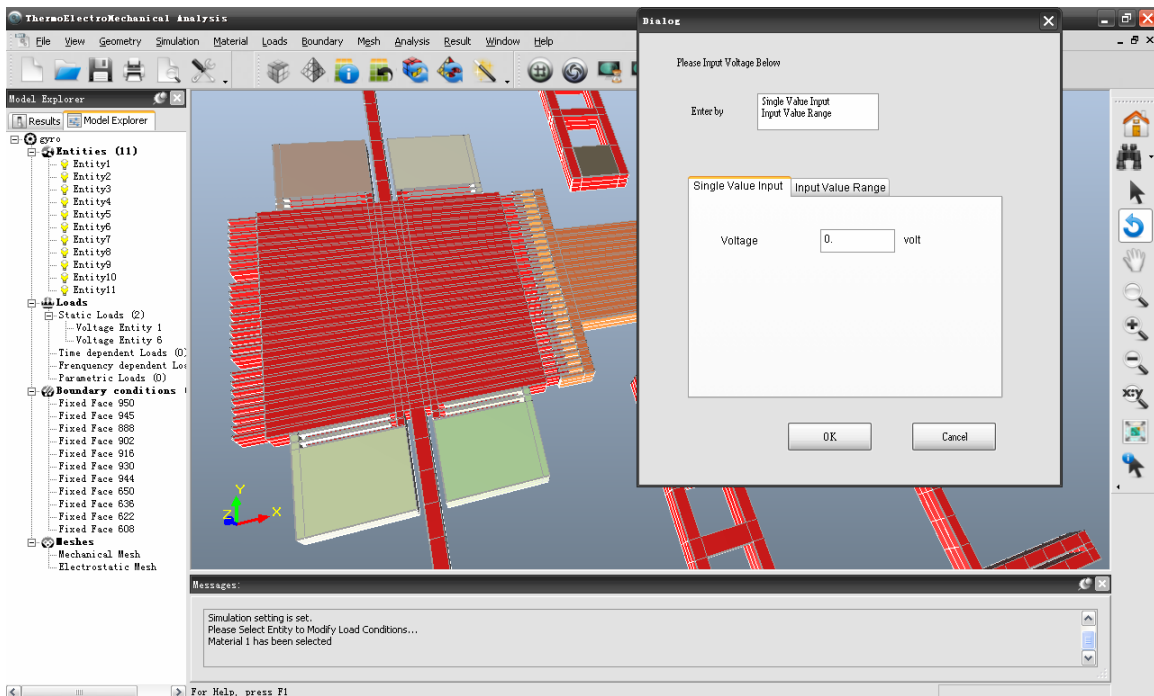 ThermoElectroMechanical Analysis
File View Geometry Simulation Material Loads Boundary Mesh Analysis Result Window Help
Model Explorer
Results Model Explorer
gyro
Entities (11)
Entity1
Entity2
Entity3
Entity4
Entity5
Entity6
Entity7
Entity8
Entity9
Entity10
Entity11
Loads
Static Loads (2)
Voltage Entity 1
Voltage Entity 6
Time dependent Loads (0)
Frenquency dependent Loa
Parametric Loads (0)
Boundary conditions (
Fixed Face 950
Fixed Face 945
Fixed Face 888
Fixed Face 902
Fixed Face 916
Fixed Face 930
Fixed Face 944
Fixed Face 650
Fixed Face 636
Fixed Face 622
Fixed Face 608
Meshes
Mechanical Mesh
Electrostatic Mesh
Y
Z
X
Dialog
Please Input Voltage Below
Enter by
Single Value Input
Input Value Range
Single Value Input Input Value Range
Voltage 0. volt
OK Cancel
x:y
Messages:
Simulation setting is set.
Please Select Entity to Modify Load Conditions...
Material 1 has been selected
For Help, press F1